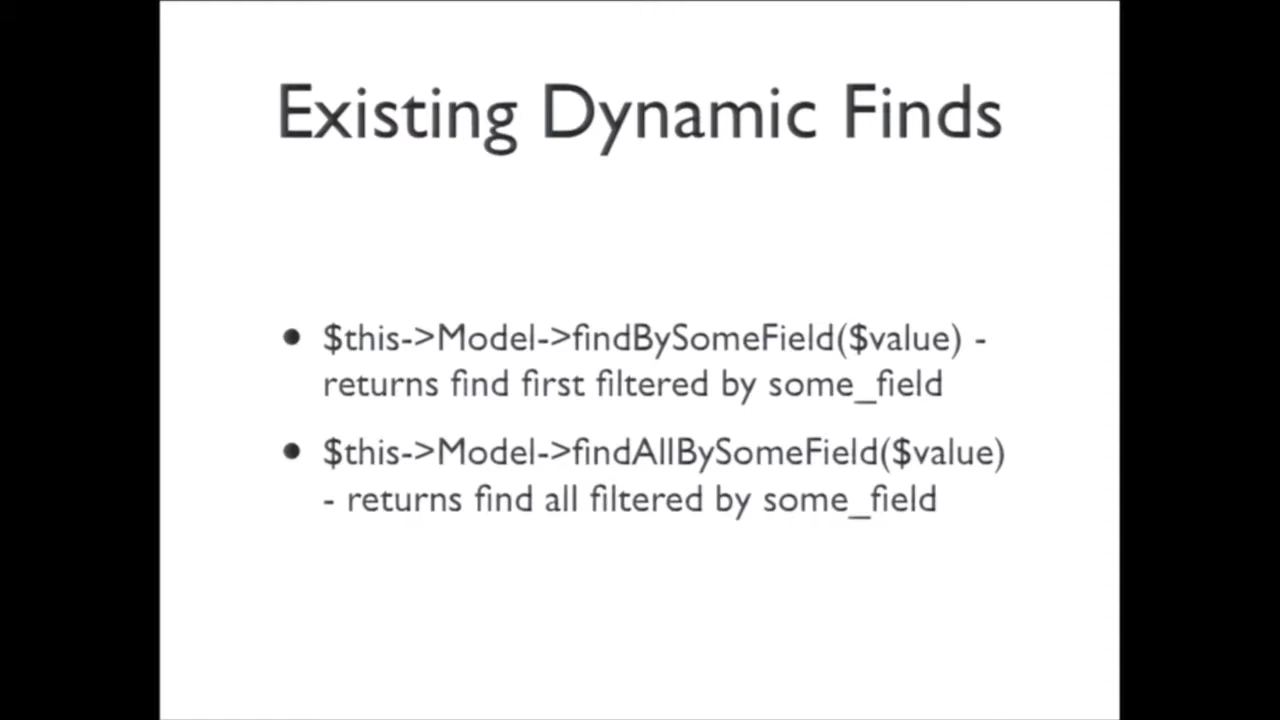 Existing Dynamic Finds
• $this->Model->findBySomeField($value) -
returns find first filtered by some_field
• $this->Model->findAllBySomeField($value)
- returns find all filtered by some_field